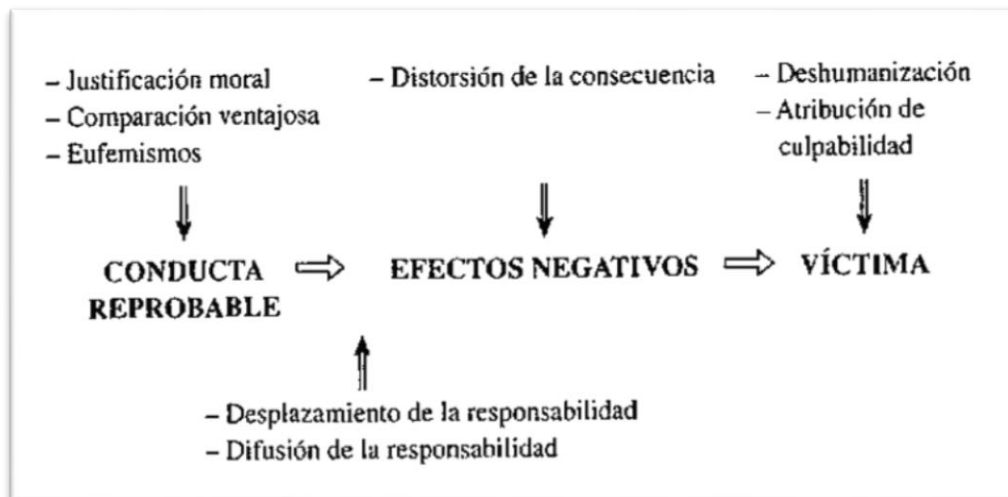 – Justificación moral
– Comparación ventajosa
– Eufemismos
– Distorsión de la consecuencia
– Deshumanización
– Atribución de
culpabilidad
CONDUCTA
REPROBABLE
EFECTOS NEGATIVOS
VÍCTIMA
– Desplazamiento de la responsabilidad
– Difusión de la responsabilidad